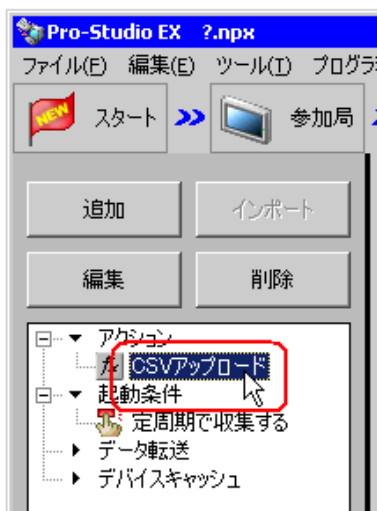 Pro-Studio EX ?.npx
ファイル(F) 編集(E) ツール(T) プログラ
NEW スタート >> 参加局
追加 インポート
編集 削除
アクション
fx CSVアップロード
起動条件
定周期で収集する
データ転送
デバイスキャッシュ